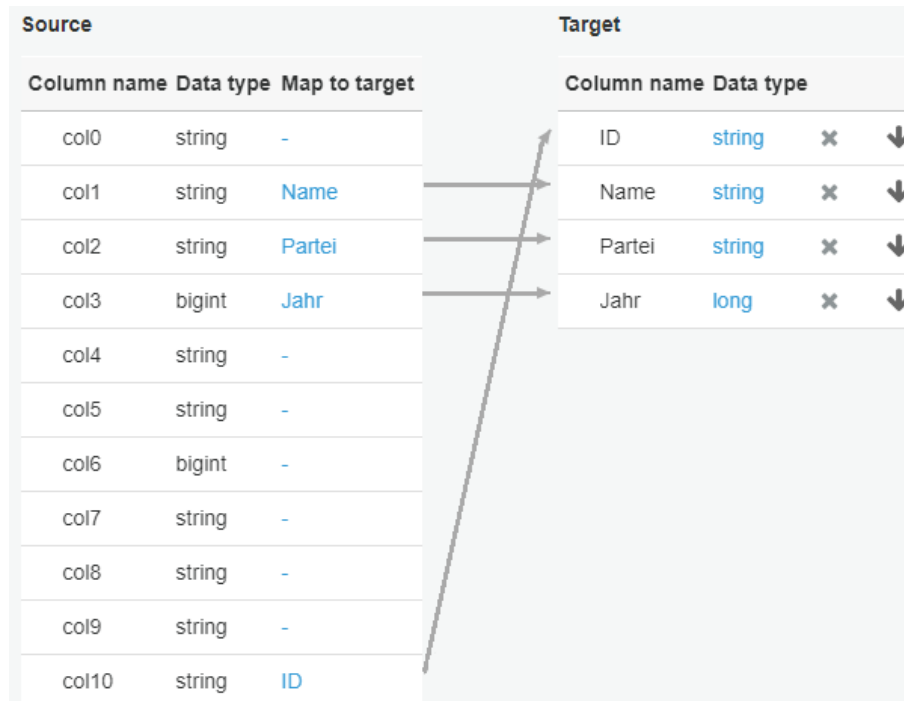 Source Target
Column name Data type Map to target Column name Data type
col0 string - ID string
col1 string Name Name string
col2 string Partei Partei string
col3 bigint Jahr Jahr long
col4 string -
col5 string -
col6 bigint -
col7 string -
col8 string -
col9 string -
col10 string ID